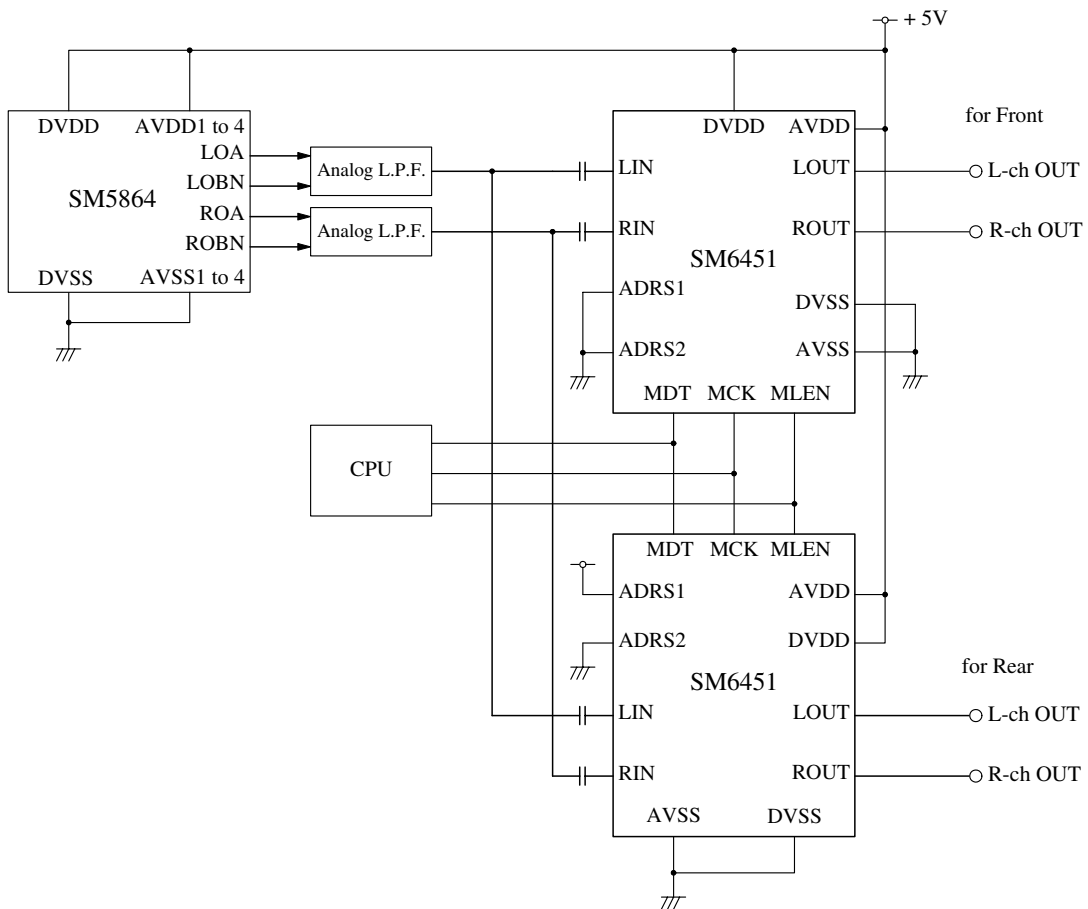 + 5V
DVDD
AVDD1 to 4
LOA
LOBN
SM5864
ROA
ROBN
DVSS
AVSS1 to 4
Analog L.P.F.
Analog L.P.F.
DVDD
AVDD
LIN
LOUT
RIN
ROUT
SM6451
ADRS1
DVSS
ADRS2
AVSS
MDT
MCK
MLEN
for Front
L-ch OUT
R-ch OUT
CPU
MDT
MCK
MLEN
ADRS1
AVDD
ADRS2
DVDD
SM6451
LIN
LOUT
RIN
ROUT
AVSS
DVSS
for Rear
L-ch OUT
R-ch OUT